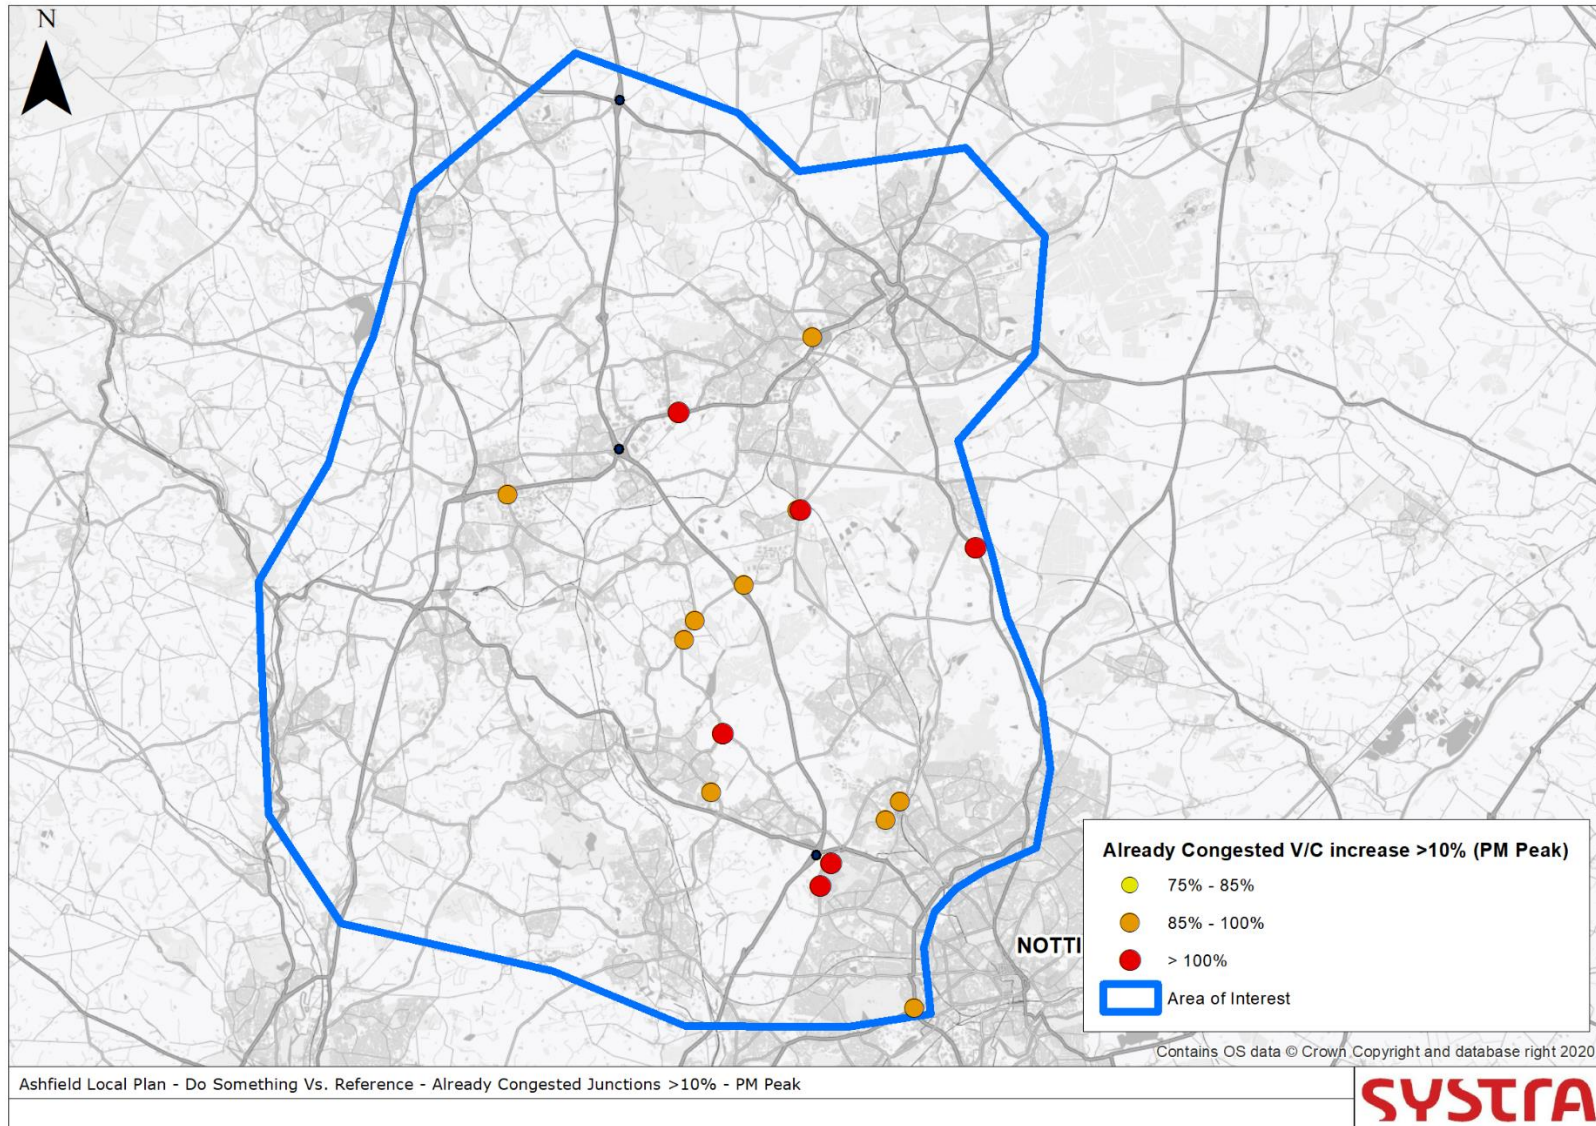 N
NOTTI
Already Congested V/C increase >10% (PM Peak)
75% - 85%
85% - 100%
> 100%
Area of Interest
Contains OS data © Crown Copyright and database right 2020
Ashfield Local Plan - Do Something Vs. Reference - Already Congested Junctions >10% - PM Peak
SYSTRA